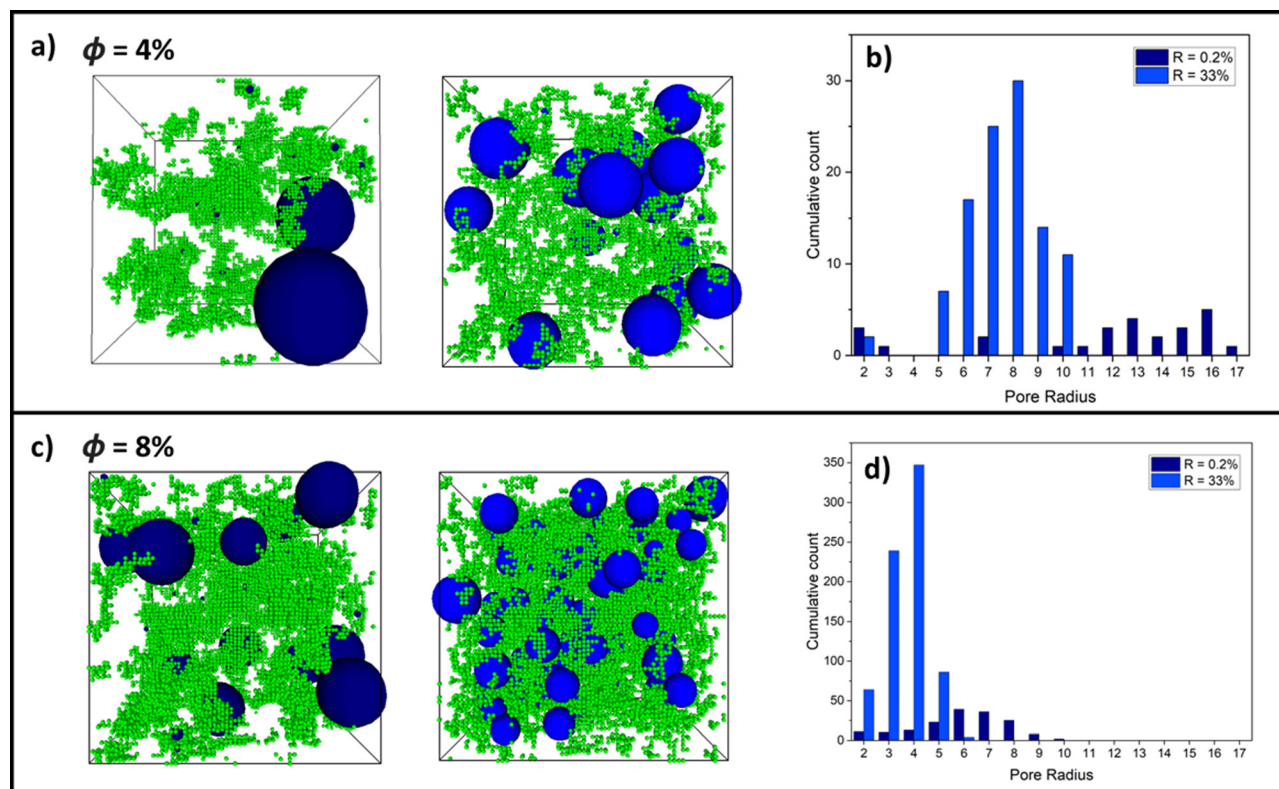 a) ϕ = 4%
b)
R = 0.2%
R = 33%
Cumulative count
30
20
10
0
2 3 4 5 6 7 8 9 10 11 12 13 14 15 16 17
Pore Radius
c) ϕ = 8%
d)
R = 0.2%
R = 33%
Cumulative count
350
300
250
200
150
100
50
0
2 3 4 5 6 7 8 9 10 11 12 13 14 15 16 17
Pore Radius